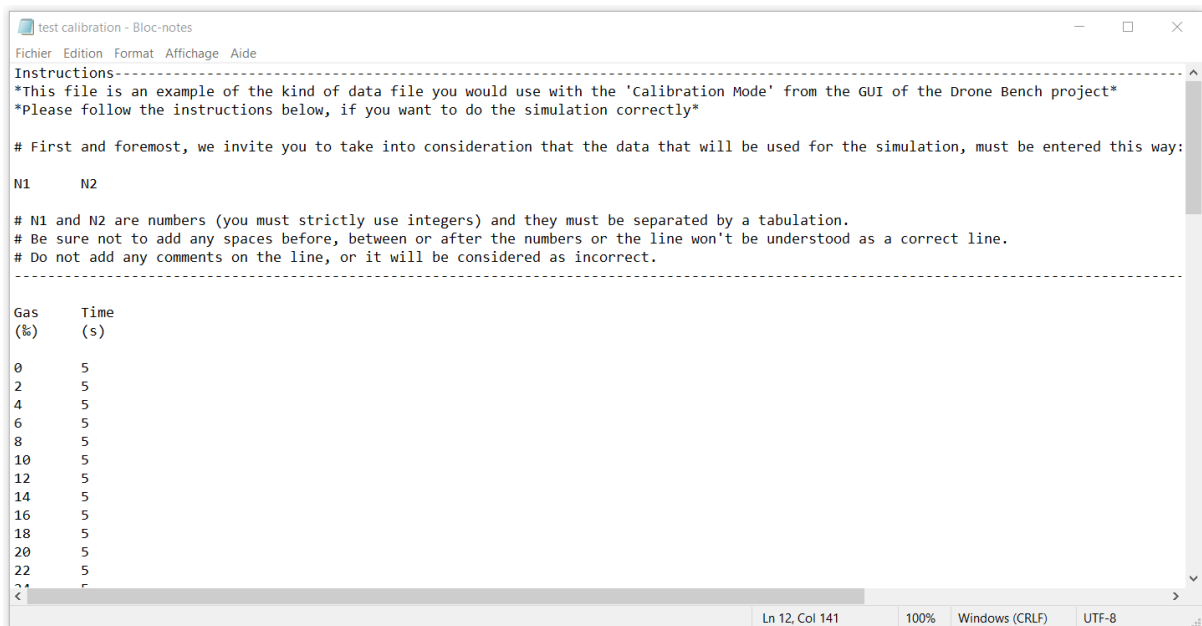 test calibration - Bloc-notes
Fichier Edition Format Affichage Aide
Instructions----------------------------------------------------------------------------------------------------------------------------------
*This file is an example of the kind of data file you would use with the 'Calibration Mode' from the GUI of the Drone Bench project*
*Please follow the instructions below, if you want to do the simulation correctly*
# First and foremost, we invite you to take into consideration that the data that will be used for the simulation, must be entered this way:
N1	N2
# N1 and N2 are numbers (you must strictly use integers) and they must be separated by a tabulation.
# Be sure not to add any spaces before, between or after the numbers or the line won't be understood as a correct line.
# Do not add any comments on the line, or it will be considered as incorrect.
----------------------------------------------------------------------------------------------------------------------------------------------
Gas	Time
(‰)	(s)
0	5
2	5
4	5
6	5
8	5
10	5
12	5
14	5
16	5
18	5
20	5
22	5
Ln 12, Col 141	100%	Windows (CRLF)	UTF-8